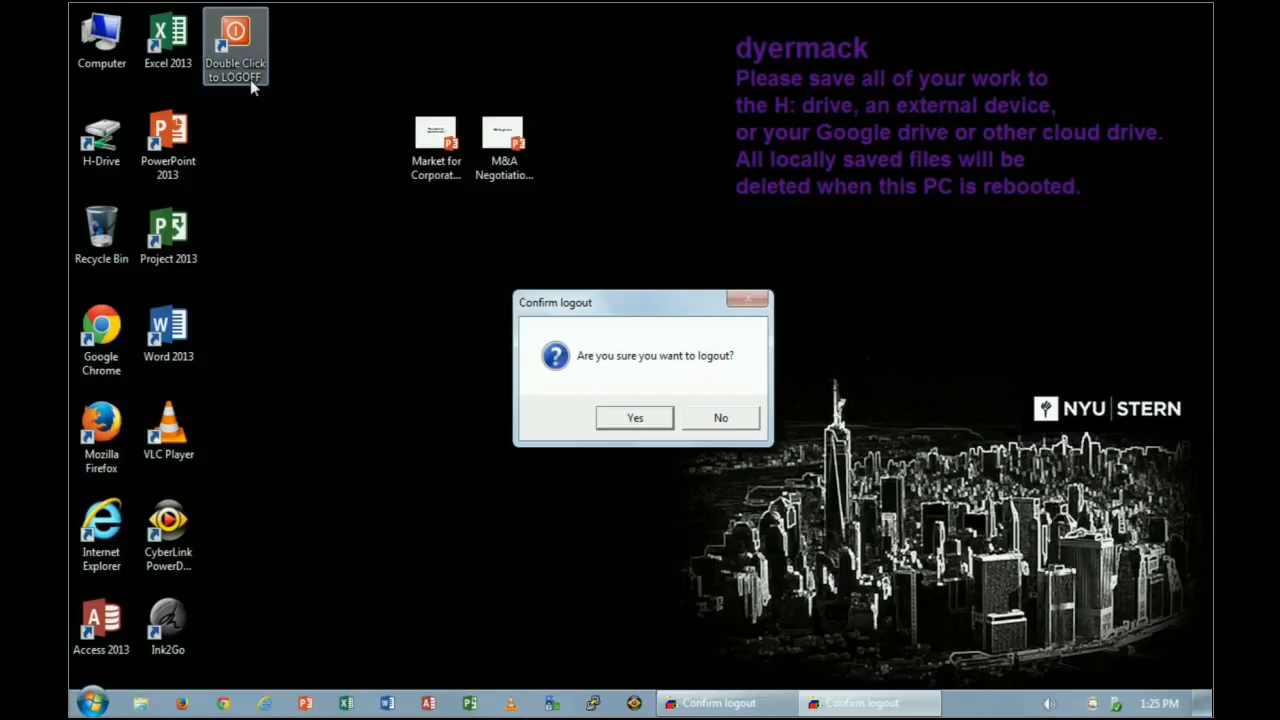 Computer
Excel 2013
Double Click
to LOGOFF
H-Drive
PowerPoint
2013
Market for
Corporat...
M&A
Negotiatio...
dyermack
Please save all of your work to
the H: drive, an external device,
or your Google drive or other cloud drive.
All locally saved files will be
deleted when this PC is rebooted.
Recycle Bin
Project 2013
Google
Chrome
Word 2013
Confirm logout
Are you sure you want to logout?
Yes
No
NYU STERN
Mozilla
Firefox
VLC Player
Internet
Explorer
CyberLink
PowerD...
Access 2013
Ink2Go
Confirm logout
Confirm logout
1:25 PM